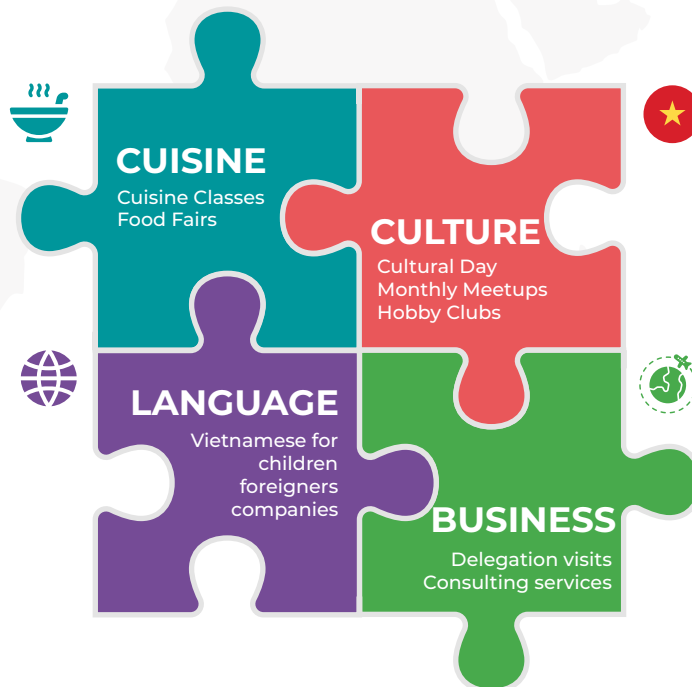 CUISINE
Cuisine Classes
Food Fairs
CULTURE
Cultural Day
Monthly Meetups
Hobby Clubs
LANGUAGE
Vietnamese for
children
foreigners
companies
BUSINESS
Delegation visits
Consulting services